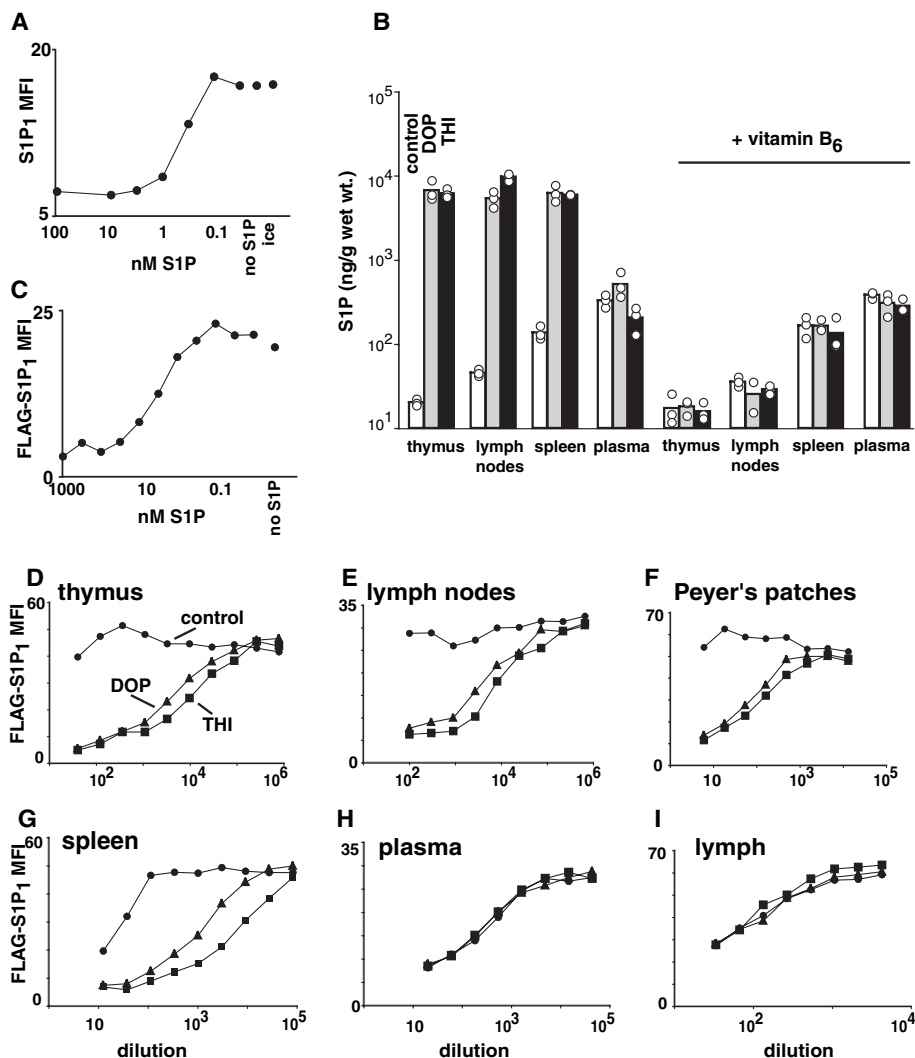 A
S1P1 MFI
20
5
100
10
1
0.1
no S1P
ice
nM S1P
B
S1P (ng/g wet wt.)
10^5
10^4
10^3
10^2
10^1
control
DOP
THI
+ vitamin B6
thymus
lymph nodes
spleen
plasma
thymus
lymph nodes
spleen
plasma
C
FLAG-S1P1 MFI
25
0
1000
10
0.1
no S1P
nM S1P
D
thymus
FLAG-S1P1 MFI
60
0
control
DOP
THI
10^2
10^4
10^6
E
lymph nodes
35
0
10^2
10^4
10^6
F
Peyer's patches
70
0
10
10^3
10^5
G
spleen
FLAG-S1P1 MFI
60
0
10
10^3
10^5
dilution
H
plasma
35
0
10
10^3
10^5
dilution
I
lymph
70
0
10^2
10^4
dilution